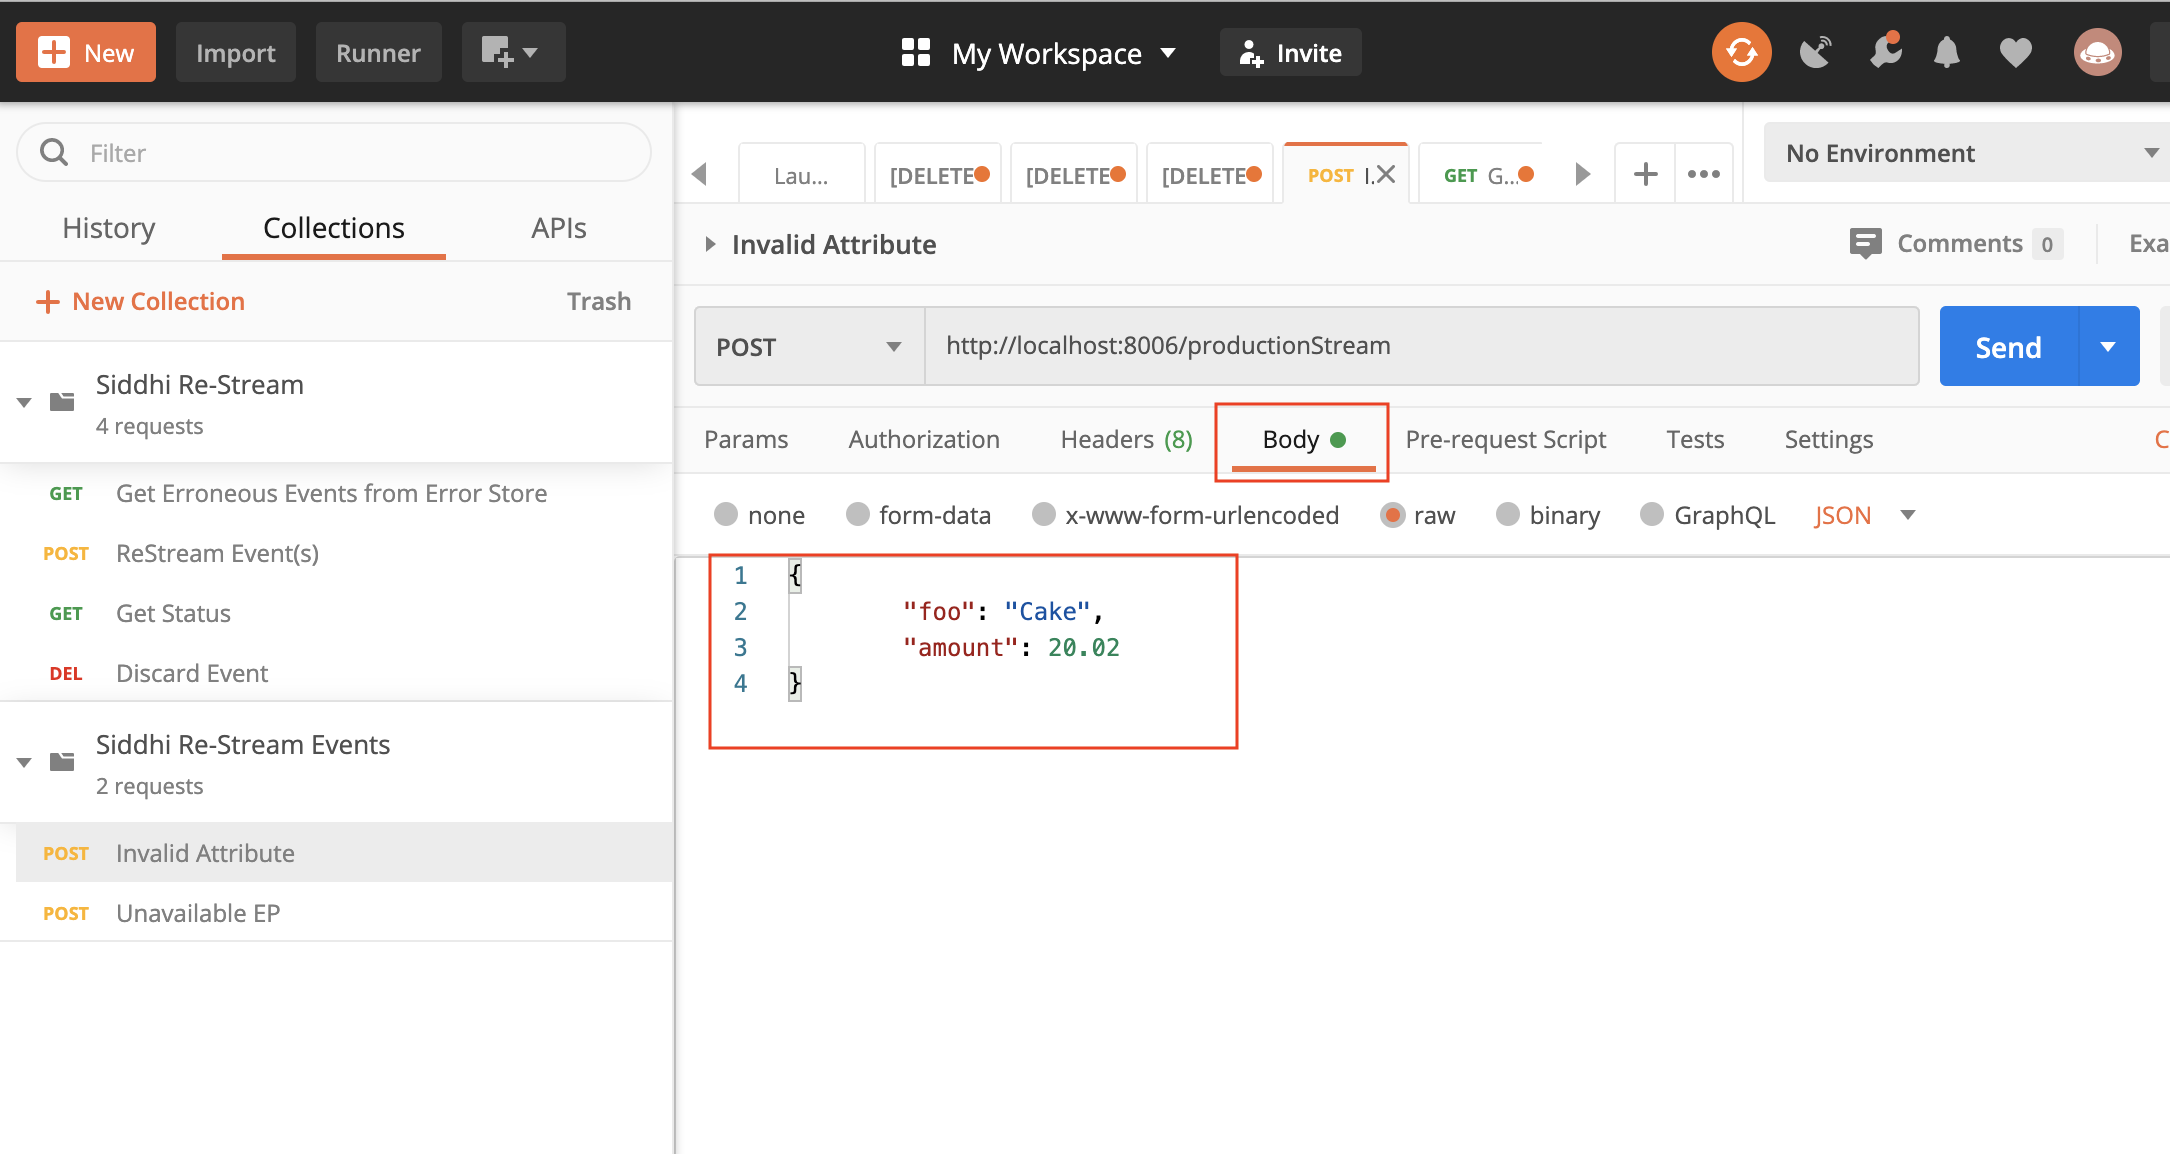 New Import Runner My Workspace Invite
Filter
Lau... [DELETE [DELETE [DELETE POST I. GET G... No Environment
History Collections APIs
Invalid Attribute Comments 0 Exa
New Collection Trash
POST http://localhost:8006/productionStream Send
Siddhi Re-Stream
4 requests
Params Authorization Headers (8) Body Pre-request Script Tests Settings C
GET Get Erroneous Events from Error Store
none form-data x-www-form-urlencoded raw binary GraphQL JSON
POST ReStream Event(s)
GET Get Status
DEL Discard Event
1 {
2 "foo": "Cake",
3 "amount": 20.02
4 }
Siddhi Re-Stream Events
2 requests
POST Invalid Attribute
POST Unavailable EP